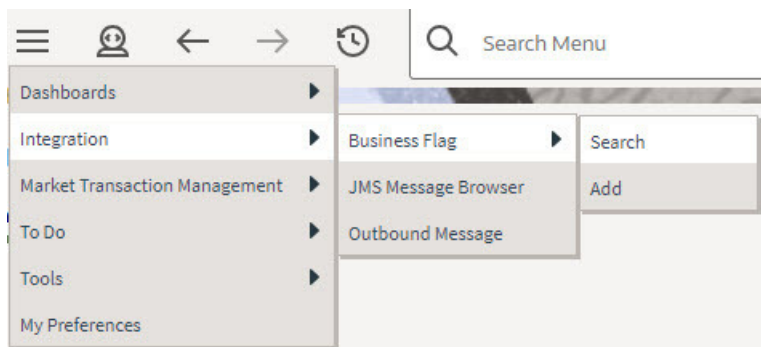 Search Menu
Dashboards
Integration
Market Transaction Management
To Do
Tools
My Preferences
Business Flag
JMS Message Browser
Outbound Message
Search
Add